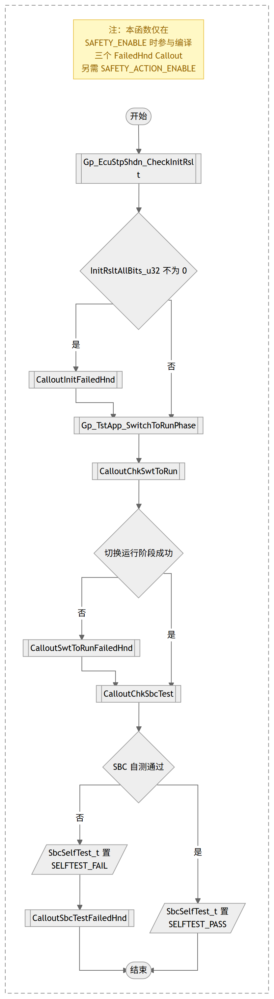 注：本函数仅在
SAFETY_ENABLE 时参与编译
三个 FailedHnd Callout
另需 SAFETY_ACTION_ENABLE
开始
Gp_EcuStpShdn_CheckInitRsl
t
InitRsltAllBits_u32 不为 0
是
否
CalloutInitFailedHnd
Gp_TstApp_SwitchToRunPhase
CalloutChkSwtToRun
切换运行阶段成功
否
是
CalloutSwtToRunFailedHnd
CalloutChkSbcTest
SBC 自测通过
否
是
SbcSelfTest_t 置
SELFTEST_FAIL
CalloutSbcTestFailedHnd
SbcSelfTest_t 置
SELFTEST_PASS
结束